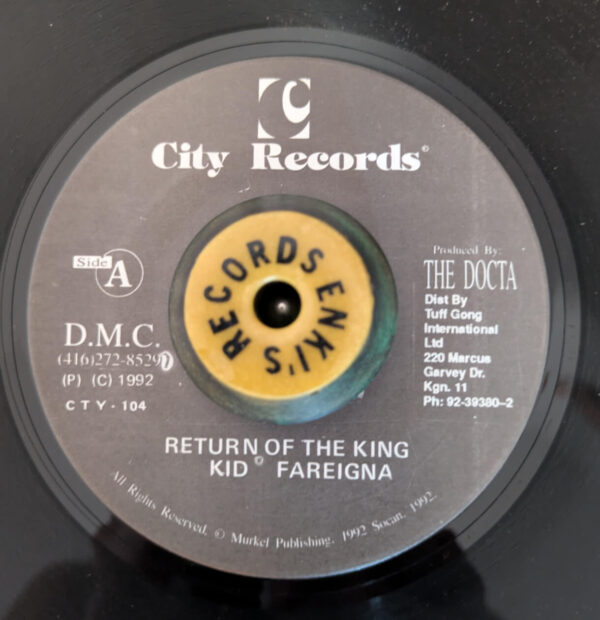 C
City Records©
Side A
D.M.C.
(416)272-8529
(P) (C) 1992
CTY-104
ENKI'S RECORDS
Produced By:
THE DOCTA
Dist By
Tuff Gong
International
Ltd
220 Marcus
Garvey Dr.
Kgn. 11
Ph: 92-39380-2
RETURN OF THE KING
KID © FAREIGNA
All Rights Reserved, © Murkel Publishing, 1992 Socan, 1992.